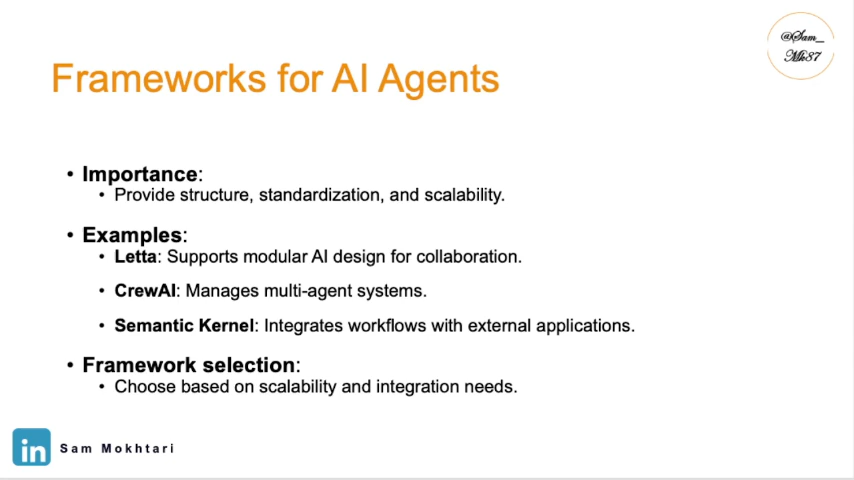 @Sam_
Mk87
Frameworks for AI Agents
• Importance:
• Provide structure, standardization, and scalability.
• Examples:
• Letta: Supports modular AI design for collaboration.
• CrewAI: Manages multi-agent systems.
• Semantic Kernel: Integrates workflows with external applications.
• Framework selection:
• Choose based on scalability and integration needs.
in
Sam Mokhtari